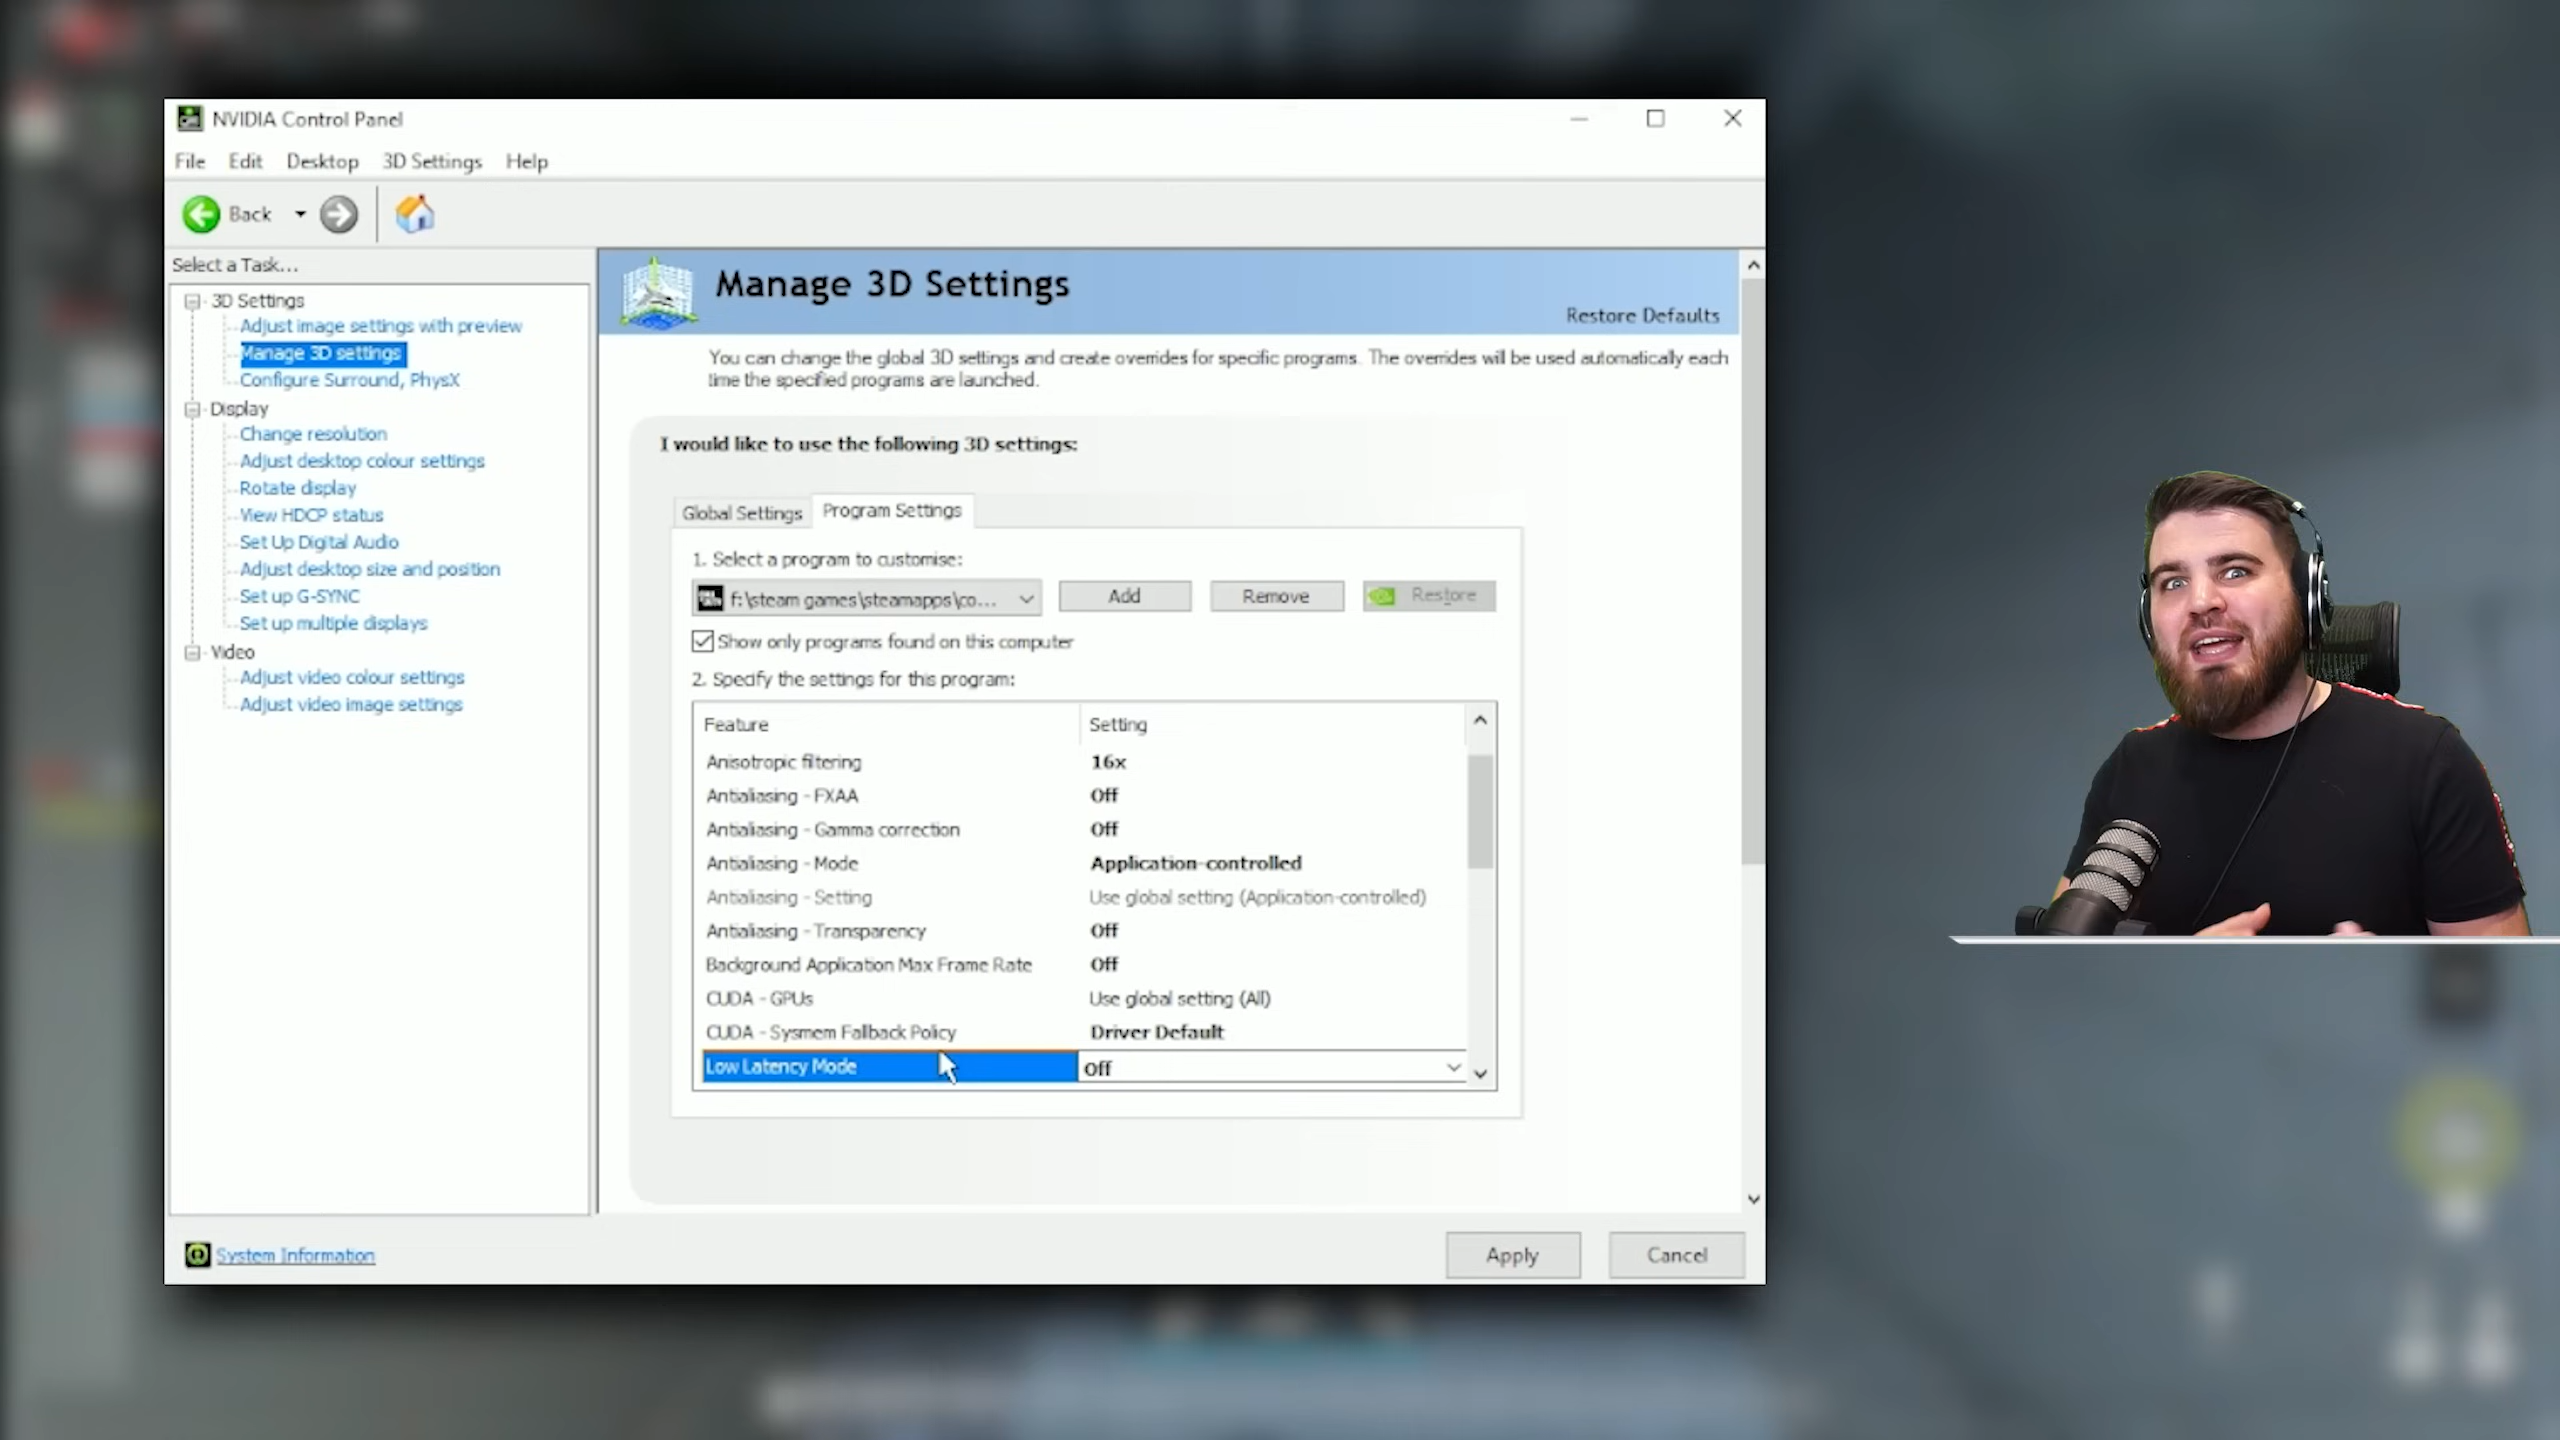 NVIDIA Control Panel
File Edit Desktop 3D Settings Help
Back
Select a Task...
3D Settings
Adjust image settings with preview
Manage 3D settings
Configure Surround, PhysX
Display
Change resolution
Adjust desktop colour settings
Rotate display
View HDCP status
Set Up Digital Audio
Adjust desktop size and position
Set up G-SYNC
Set up multiple displays
Video
Adjust video colour settings
Adjust video image settings
System Information
Manage 3D Settings
Restore Defaults
You can change the global 3D settings and create overrides for specific programs. The overrides will be used automatically each
time the specified programs are launched.
I would like to use the following 3D settings:
Global Settings Program Settings
1. Select a program to customise:
f:\steam games\steamapps\co... Add Remove Restore
Show only programs found on this computer
2. Specify the settings for this program:
Feature Setting
Anisotropic filtering 16x
Antialiasing - FXAA Off
Antialiasing - Gamma correction Off
Antialiasing - Mode Application-controlled
Antialiasing - Setting Use global setting (Application-controlled)
Antialiasing - Transparency Off
Background Application Max Frame Rate Off
CUDA - GPUs Use global setting (All)
CUDA - Sysmem Fallback Policy Driver Default
Low Latency Mode Off
Apply Cancel